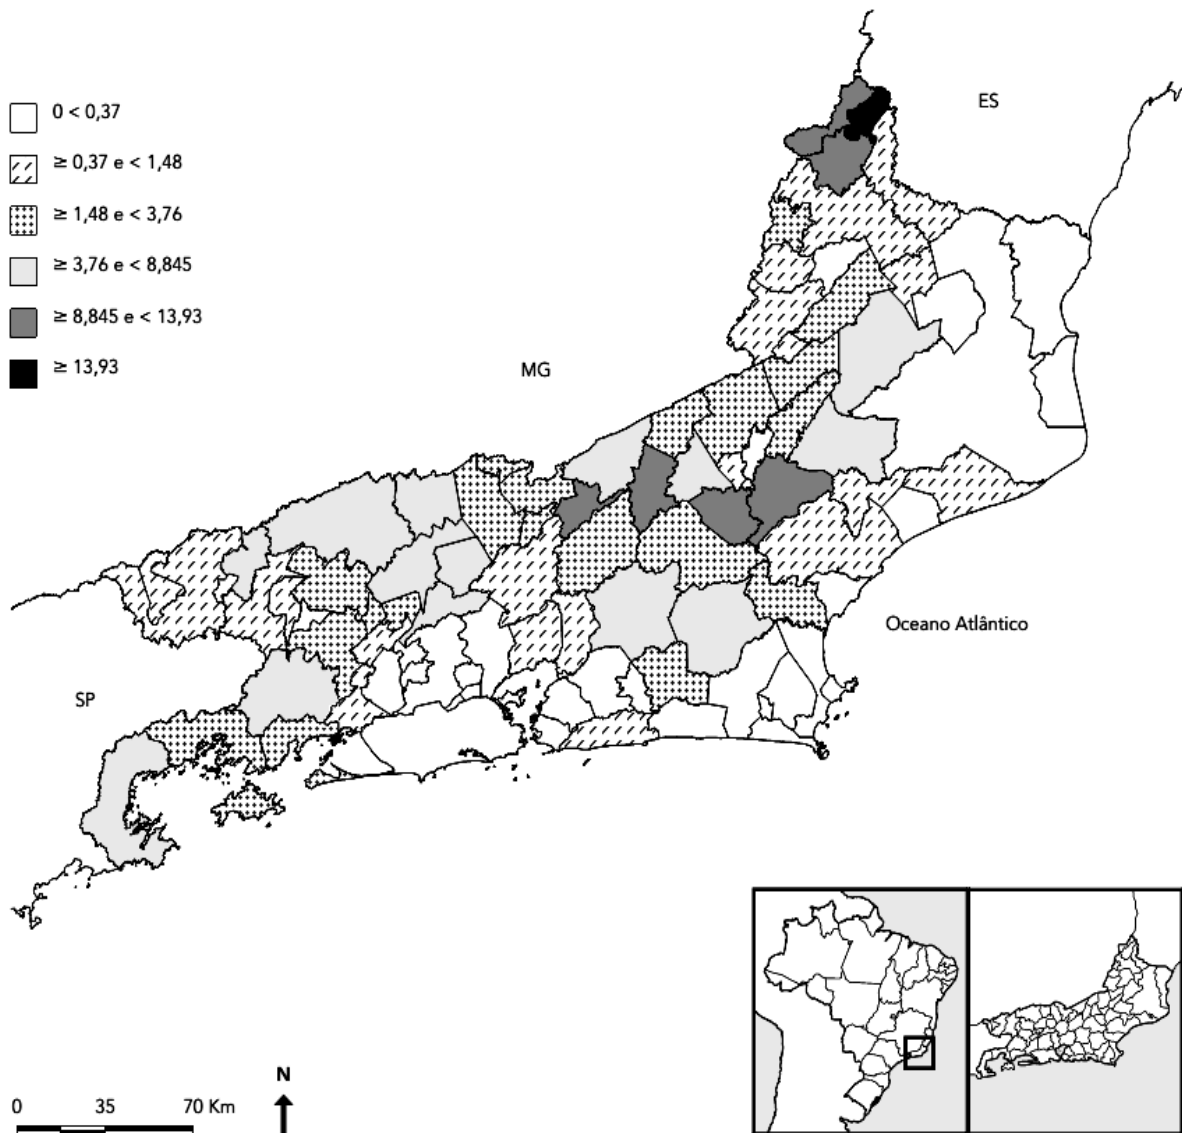 ES
0 < 0,37
≥ 0,37 e < 1,48
≥ 1,48 e < 3,76
≥ 3,76 e < 8,845
≥ 8,845 e < 13,93
≥ 13,93
MG
Oceano Atlântico
SP
N
0 35 70 Km